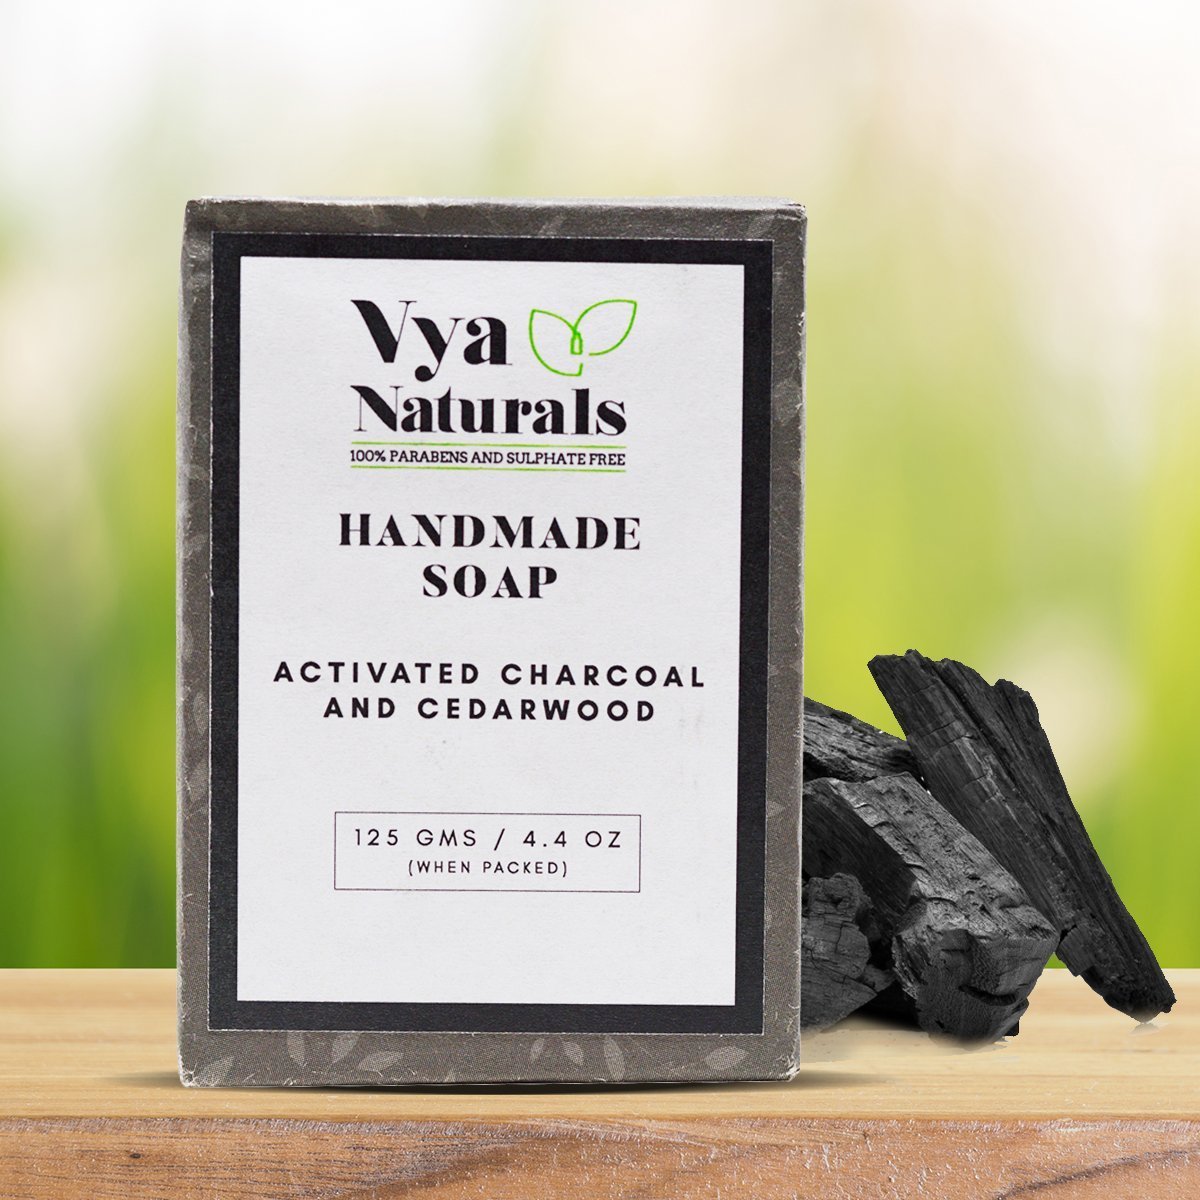 Vya
Naturals
100% PARABENS AND SULPHATE FREE
HANDMADE
SOAP
ACTIVATED CHARCOAL
AND CEDARWOOD
125 GMS / 4.4 OZ
(WHEN PACKED)